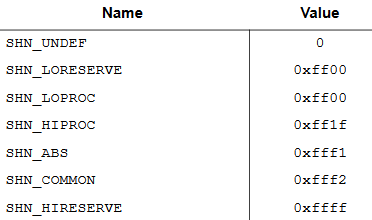 Name Value
SHN_UNDEF 0
SHN_LORESERVE 0xff00
SHN_LOPROC 0xff00
SHN_HIPROC 0xff1f
SHN_ABS 0xfff1
SHN_COMMON 0xfff2
SHN_HIRESERVE 0xffff